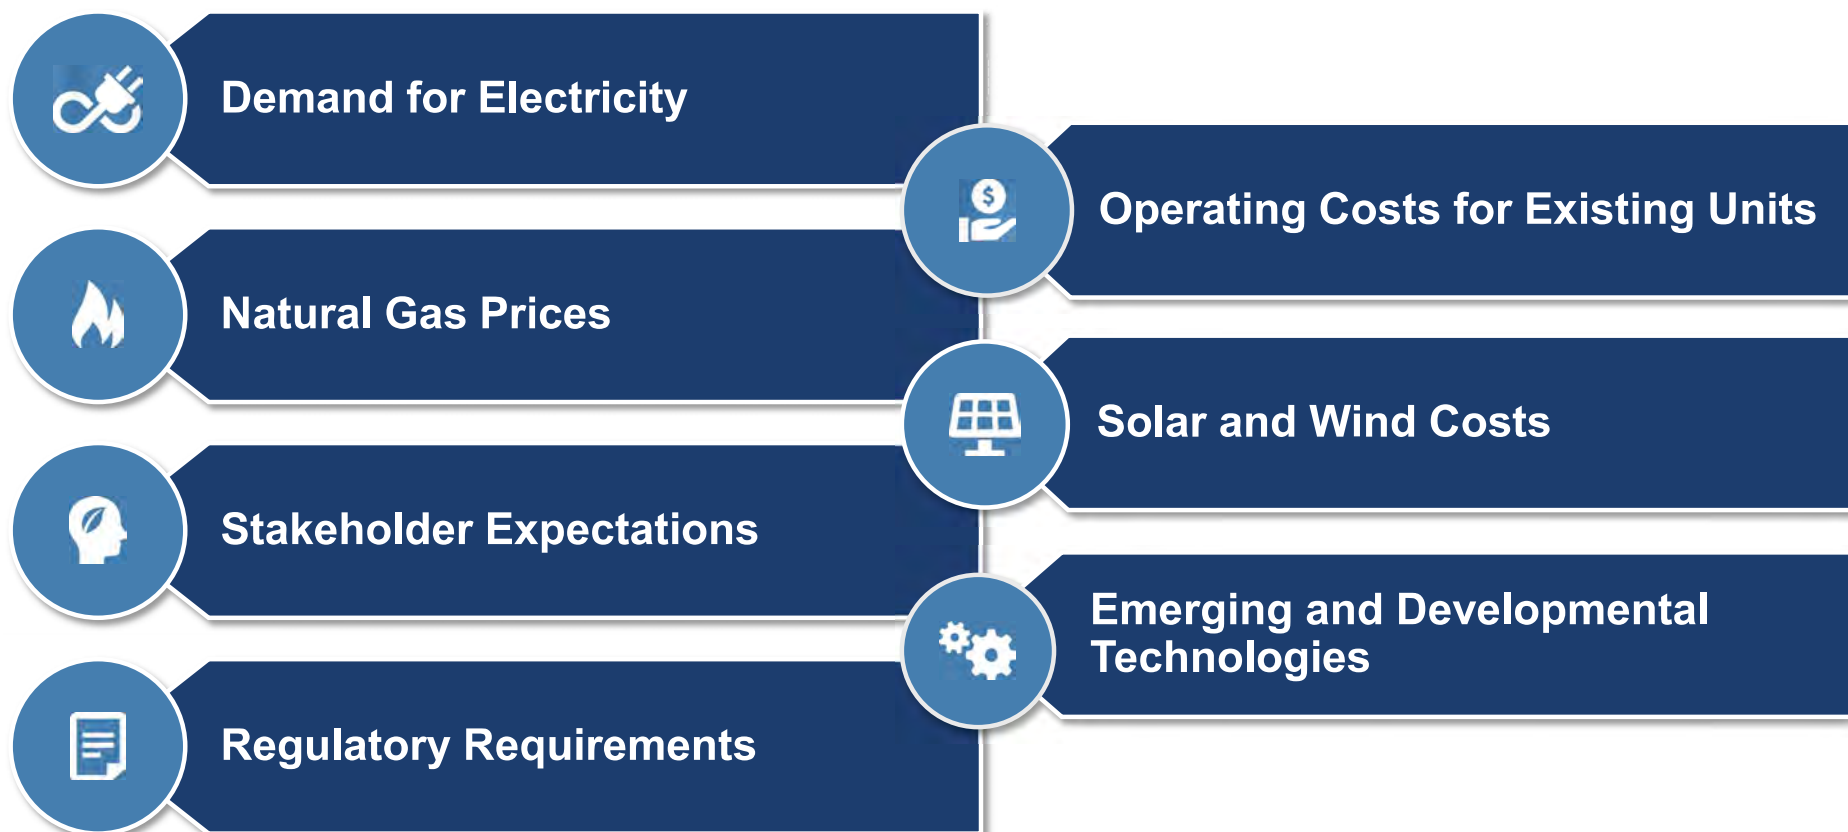 Demand for Electricity
Natural Gas Prices
Stakeholder Expectations
Regulatory Requirements
Operating Costs for Existing Units
Solar and Wind Costs
Emerging and Developmental
Technologies